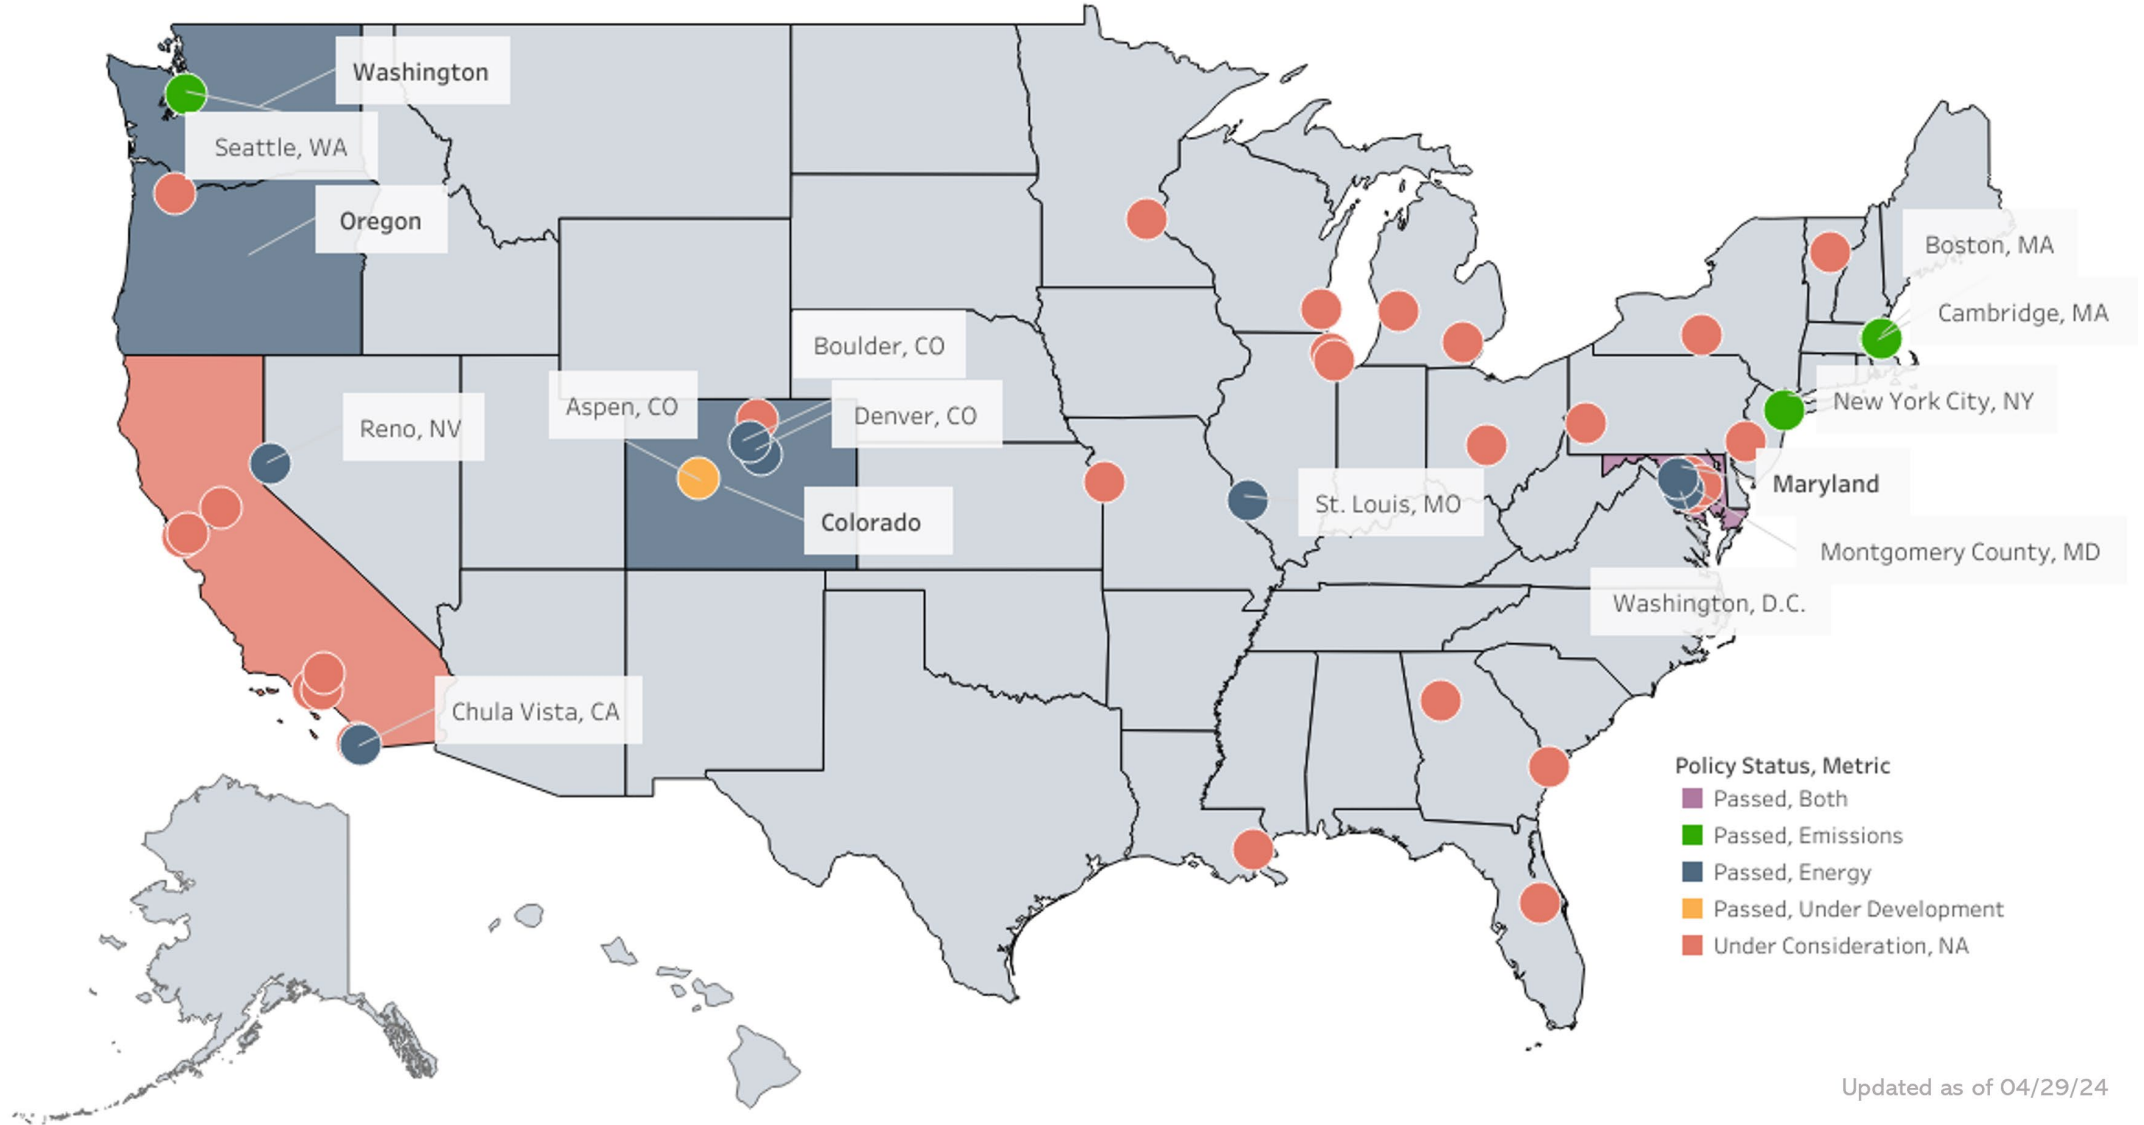 Washington
Seattle, WA
Oregon
Boulder, CO
Aspen, CO
Denver, CO
Reno, NV
Colorado
Chula Vista, CA
St. Louis, MO
Boston, MA
Cambridge, MA
New York City, NY
Maryland
Montgomery County, MD
Washington, D.C.
Policy Status, Metric
Passed, Both
Passed, Emissions
Passed, Energy
Passed, Under Development
Under Consideration, NA
Updated as of 04/29/24